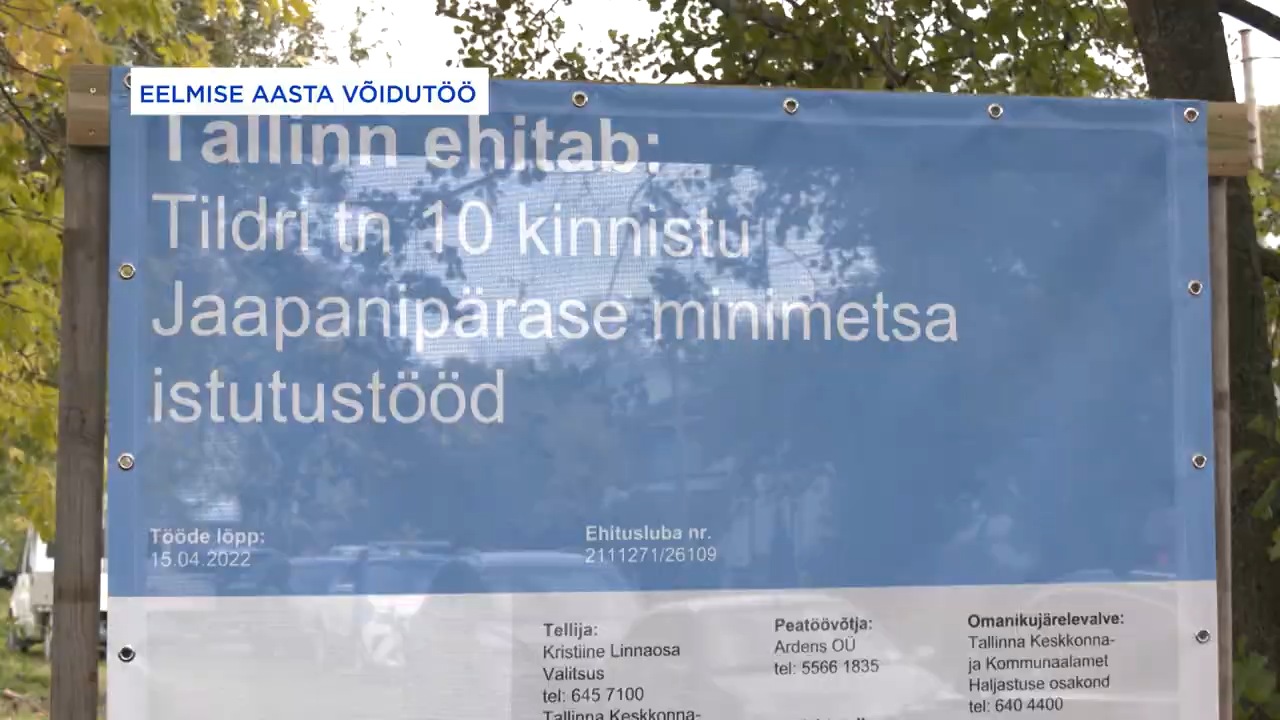 EELMISE AASTA VÕIDUTÖÖ
Tallinn ehitab:
Tildri tn 10 kinnistu
Jaapanipärase minimetsa
istutustööd
Tööde lõpp:
15.04.2022
Ehitusluba nr.
2111271/26109
Tellija:
Kristiine Linnaosa
Valitsus
tel: 645 7100
Tallinna Keskkonna-
Peatöövõtja:
Ardens OÜ
tel: 5566 1835
Omanikujärelevalve:
Tallinna Keskkonna-
ja Kommunaalamet
Haljastuse osakond
tel: 640 4400